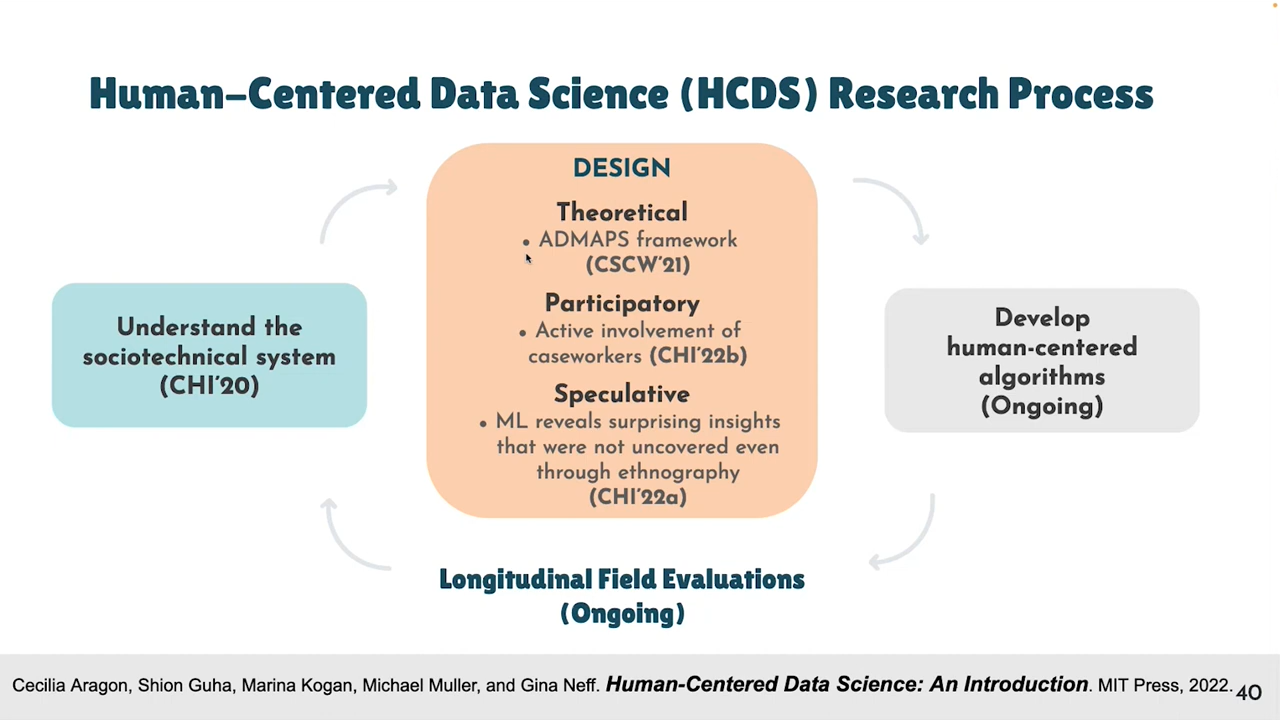 Human-Centered Data Science (HCDS) Research Process
DESIGN
Theoretical
• ADMAPS framework
(CSCW'21)
Participatory
• Active involvement of
caseworkers (CHI'22b)
Speculative
• ML reveals surprising insights
that were not uncovered even
through ethnography
(CHI'22a)
Understand the
sociotechnical system
(CHI'20)
Develop
human-centered
algorithms
(Ongoing)
Longitudinal Field Evaluations
(Ongoing)
Cecilia Aragon, Shion Guha, Marina Kogan, Michael Muller, and Gina Neff. Human-Centered Data Science: An Introduction. MIT Press, 2022.
40